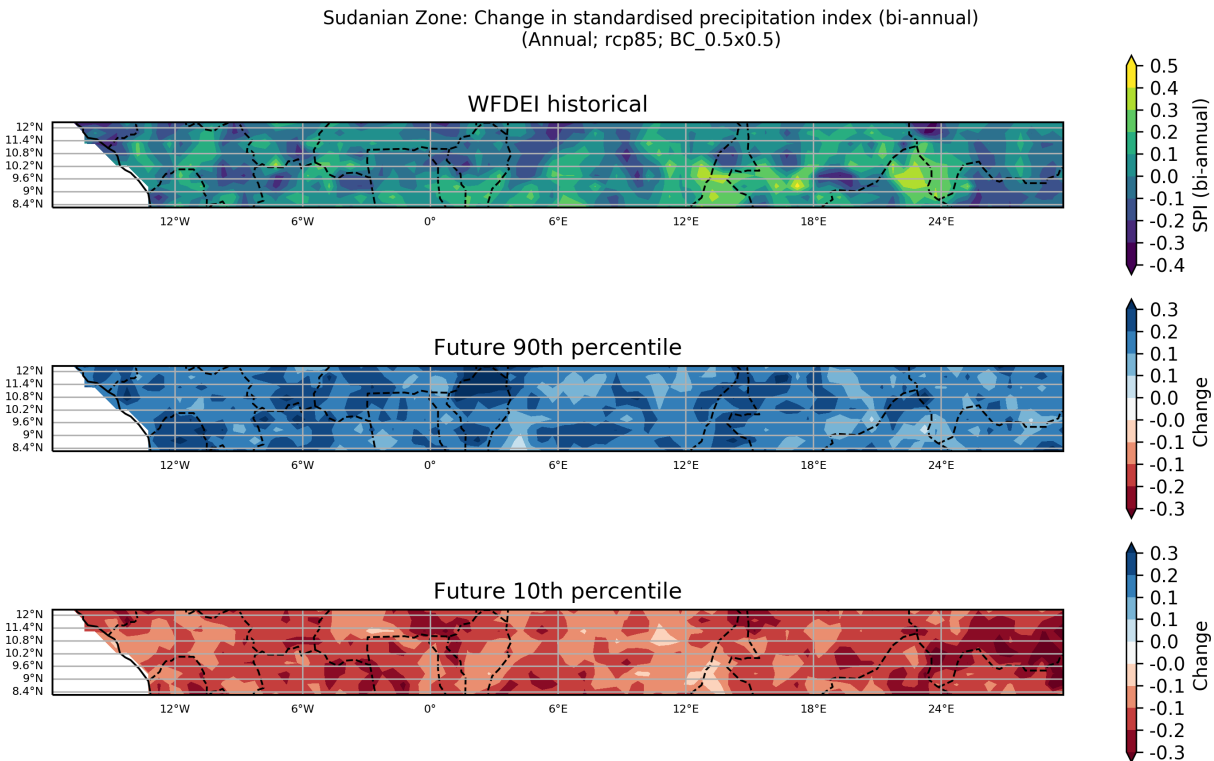 Sudanian Zone: Change in standardised precipitation index (bi-annual)
(Annual; rcp85; BC_0.5x0.5)
WFDEI historical
12°N
11.4°N
10.8°N
10.2°N
9.6°N
9°N
8.4°N
12°W 6°W 0° 6°E 12°E 18°E 24°E
0.5
0.4
0.3
0.2
0.1
0.0
-0.1
-0.2
-0.3
-0.4
SPI (bi-annual)
Future 90th percentile
12°N
11.4°N
10.8°N
10.2°N
9.6°N
9°N
8.4°N
12°W 6°W 0° 6°E 12°E 18°E 24°E
0.3
0.2
0.1
0.1
0.0
-0.0
-0.1
-0.1
-0.2
-0.3
Change
Future 10th percentile
12°N
11.4°N
10.8°N
10.2°N
9.6°N
9°N
8.4°N
12°W 6°W 0° 6°E 12°E 18°E 24°E
0.3
0.2
0.1
0.1
0.0
-0.0
-0.1
-0.1
-0.2
-0.3
Change